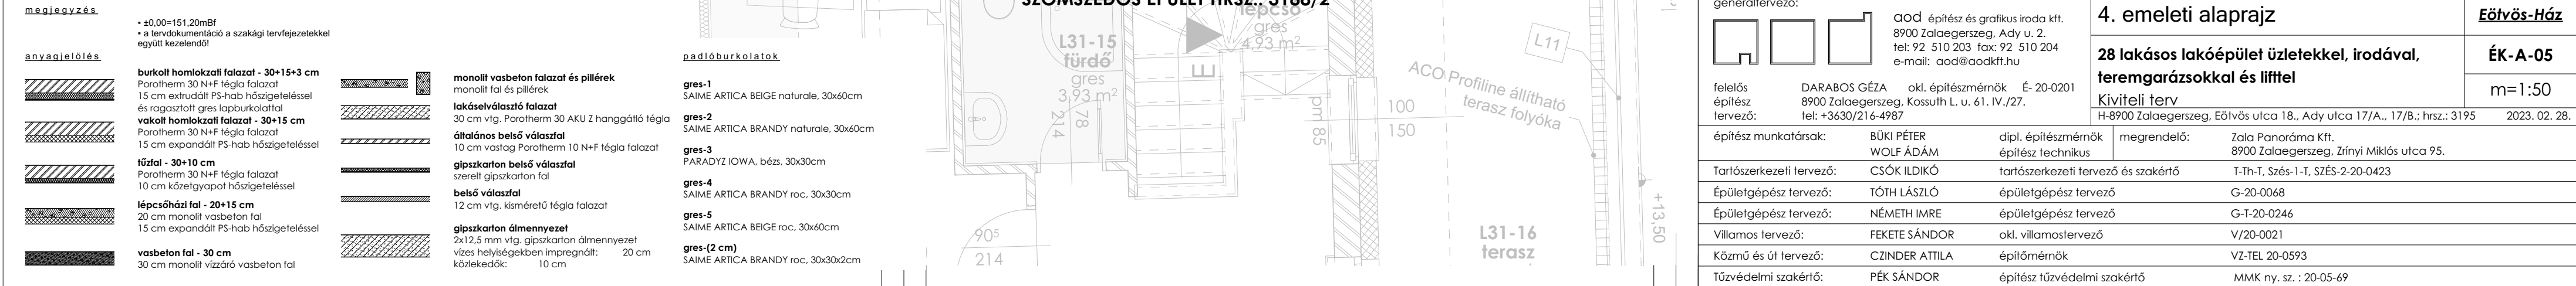 megjegyzés
• ±0,00=151,20mBf
• a tervdokumentáció a szakági tervfejezetekkel
együtt kezelendő!
anyagjelölés
burkolt homlokzati falazat - 30+15+3 cm
Porotherm 30 N+F tégla falazat
15 cm extrudált PS-hab hőszigeteléssel
és ragasztott gres lapburkolattal
vakolt homlokzati falazat - 30+15 cm
Porotherm 30 N+F tégla falazat
15 cm expandált PS-hab hőszigeteléssel
tűzfal - 30+10 cm
Porotherm 30 N+F tégla falazat
10 cm kőzetgyapot hőszigeteléssel
lépcsőházi fal - 20+15 cm
20 cm monolit vasbeton fal
15 cm expandált PS-hab hőszigeteléssel
vasbeton fal - 30 cm
30 cm monolit vízzáró vasbeton fal
monolit vasbeton falazat és pillérek
monolit fal és pillérek
lakáselválasztó falazat
30 cm vtg. Porotherm 30 AKU Z hanggátló tégla
általános belső válaszfal
10 cm vastag Porotherm 10 N+F tégla falazat
gipszkarton belső válaszfal
szerelt gipszkarton fal
belső válaszfal
12 cm vtg. kisméretű tégla falazat
gipszkarton álmennyezet
2x12,5 mm vtg. gipszkarton álmennyezet
vizes helyiségekben impregnált: 20 cm
közlekedők: 10 cm
padlóburkolatok
gres-1
SAIME ARTICA BEIGE naturale, 30x60cm
gres-2
SAIME ARTICA BRANDY naturale, 30x60cm
gres-3
PARADYZ IOWA, bézs, 30x30cm
gres-4
SAIME ARTICA BRANDY roc, 30x30cm
gres-5
SAIME ARTICA BEIGE roc, 30x60cm
gres-(2 cm)
SAIME ARTICA BRANDY roc, 30x30x2cm
SZOMSZÉDOS ÉPÜLET HRSZ.: 3188/2
L31-15
fürdő
gres
3,93 m²
78
214
90⁵
214
lépcső
gres
4,93 m²
E
pm 85
100
150
ACO Profiline állítható
terasz folyóka
L11
L31-16
terasz
+13,50
generáltervező:
aod építész és grafikus iroda kft.
8900 Zalaegerszeg, Ady u. 2.
tel: 92 510 203 fax: 92 510 204
e-mail: aod@aodkft.hu
felelős
építész
tervező:
DARABOS GÉZA okl. építészmérnök É- 20-0201
8900 Zalaegerszeg, Kossuth L. u. 61. IV./27.
tel: +3630/216-4987
4. emeleti alaprajz
Eötvös-Ház
28 lakásos lakóépület üzletekkel, irodával,
teremgarázsokkal és lifttel
Kiviteli terv
ÉK-A-05
m=1:50
H-8900 Zalaegerszeg, Eötvös utca 18., Ady utca 17/A., 17/B.; hrsz.: 3195 2023. 02. 28.
építész munkatársak: BÜKI PÉTER dipl. építészmérnök
WOLF ÁDÁM építész technikus
megrendelő: Zala Panoráma Kft.
8900 Zalaegerszeg, Zrínyi Miklós utca 95.
Tartószerkezeti tervező: CSÓK ILDIKÓ tartószerkezeti tervező és szakértő T-Th-T, Szés-1-T, SZÉS-2-20-0423
Épületgépész tervező: TÓTH LÁSZLÓ épületgépész tervező G-20-0068
Épületgépész tervező: NÉMETH IMRE épületgépész tervező G-T-20-0246
Villamos tervező: FEKETE SÁNDOR okl. villamostervező V/20-0021
Közmű és út tervező: CZINDER ATTILA építőmérnök VZ-TEL 20-0593
Tűzvédelmi szakértő: PÉK SÁNDOR építész tűzvédelmi szakértő MMK ny. sz. : 20-05-69